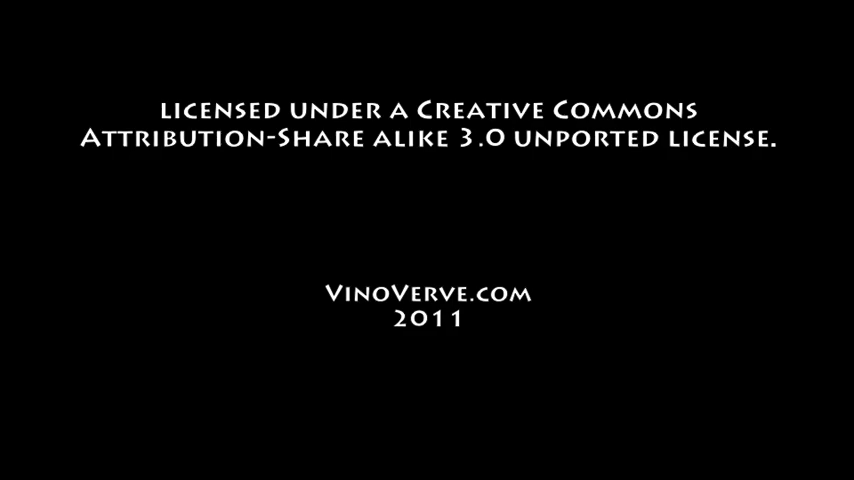 licensed under a Creative Commons
Attribution-Share alike 3.0 unported license.
VinoVerve.com
2011